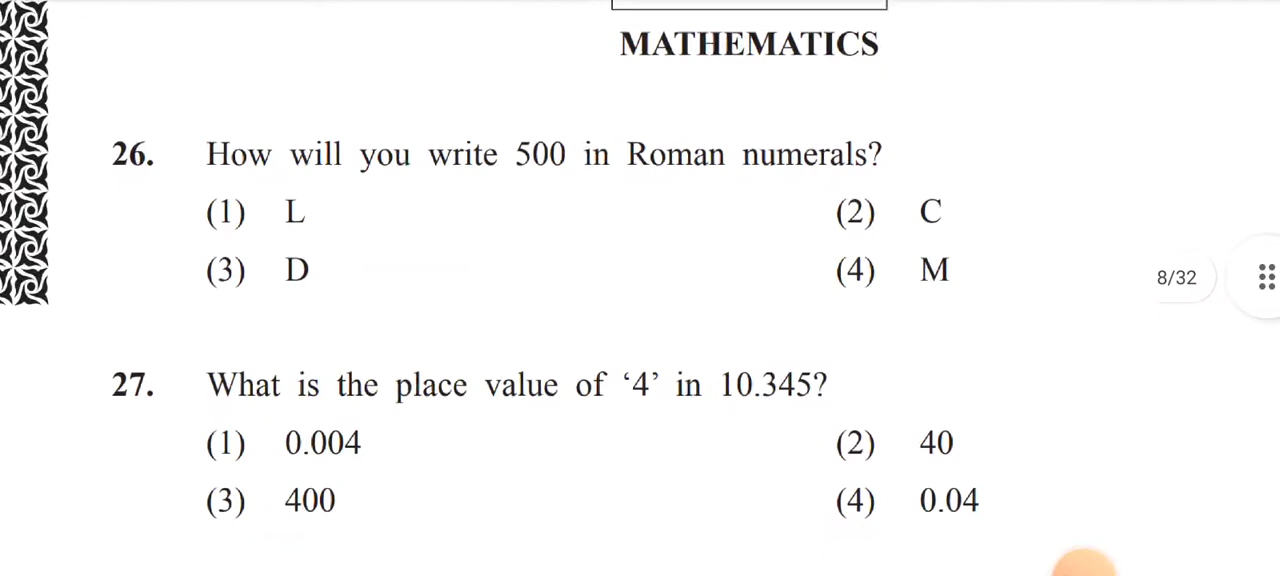 MATHEMATICS
26. How will you write 500 in Roman numerals?
(1) L (2) C
(3) D (4) M
8/32
27. What is the place value of ‘4’ in 10.345?
(1) 0.004 (2) 40
(3) 400 (4) 0.04